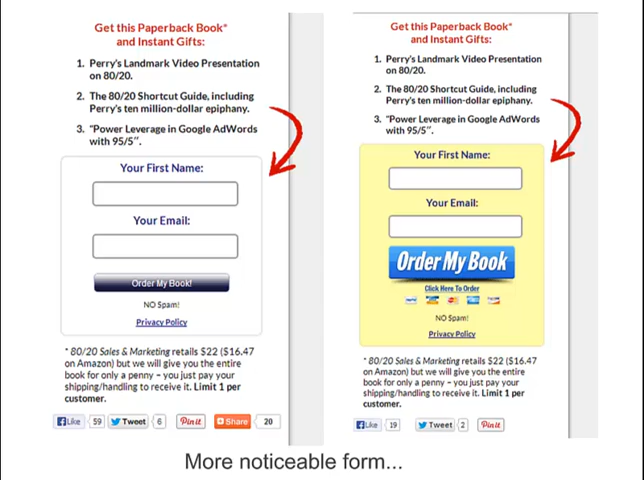 Get this Paperback Book*
and Instant Gifts:
1. Perry's Landmark Video Presentation
on 80/20.
2. The 80/20 Shortcut Guide, including
Perry's ten million-dollar epiphany.
3. "Power Leverage in Google AdWords
with 95/5".
Your First Name:
Your Email:
Order My Book!
NO Spam!
Privacy Policy
* 80/20 Sales & Marketing retails $22 ($16.47
on Amazon) but we will give you the entire
book for only a penny – you just pay your
shipping/handling to receive it. Limit 1 per
customer.
Like 59 Tweet 6 Pin it Share 20
Get this Paperback Book*
and Instant Gifts:
1. Perry's Landmark Video Presentation
on 80/20.
2. The 80/20 Shortcut Guide, including
Perry's ten million-dollar epiphany.
3. "Power Leverage in Google AdWords
with 95/5".
Your First Name:
Your Email:
Order My Book
Click Here To Order
NO Spam!
Privacy Policy
* 80/20 Sales & Marketing retails $22 ($16.47
on Amazon) but we will give you the entire
book for only a penny – you just pay your
shipping/handling to receive it. Limit 1 per
customer.
Like 19 Tweet 2 Pin it
More noticeable form...